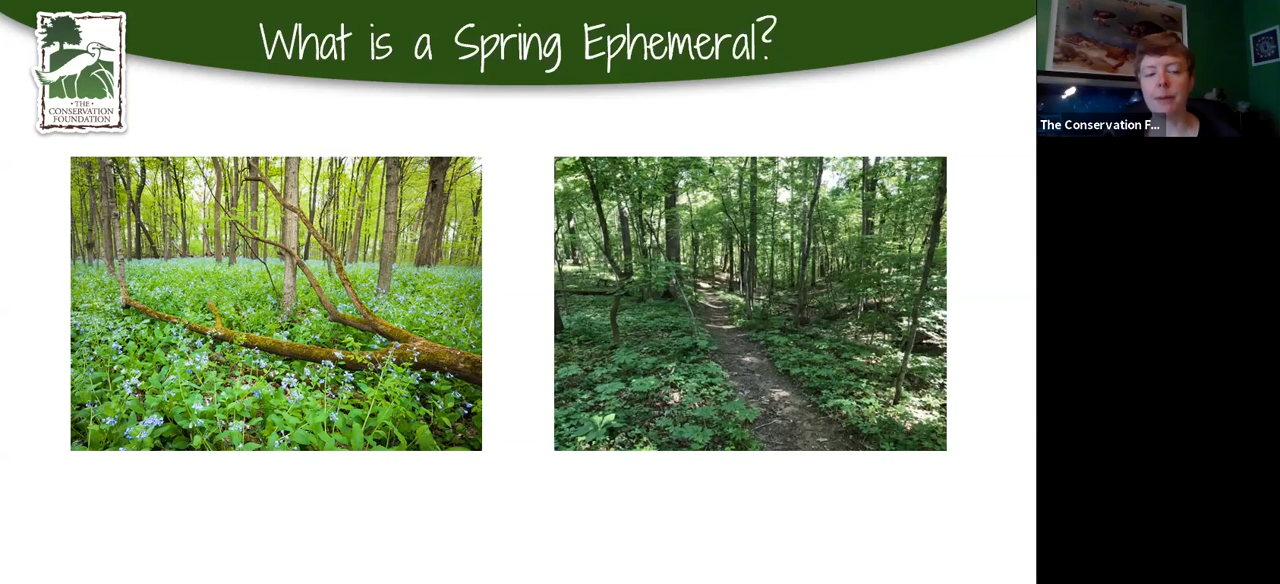 What is a Spring Ephemeral?
• THE •
CONSERVATION
FOUNDATION
The Conservation F...